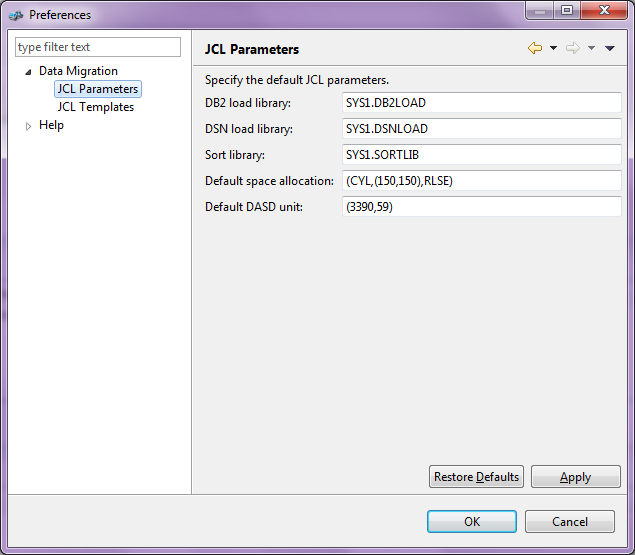 Preferences
type filter text
Data Migration
JCL Parameters
JCL Templates
Help
JCL Parameters
Specify the default JCL parameters.
DB2 load library: SYS1.DB2LOAD
DSN load library: SYS1.DSNLOAD
Sort library: SYS1.SORTLIB
Default space allocation: (CYL,(150,150),RLSE)
Default DASD unit: (3390,59)
Restore Defaults Apply
OK Cancel